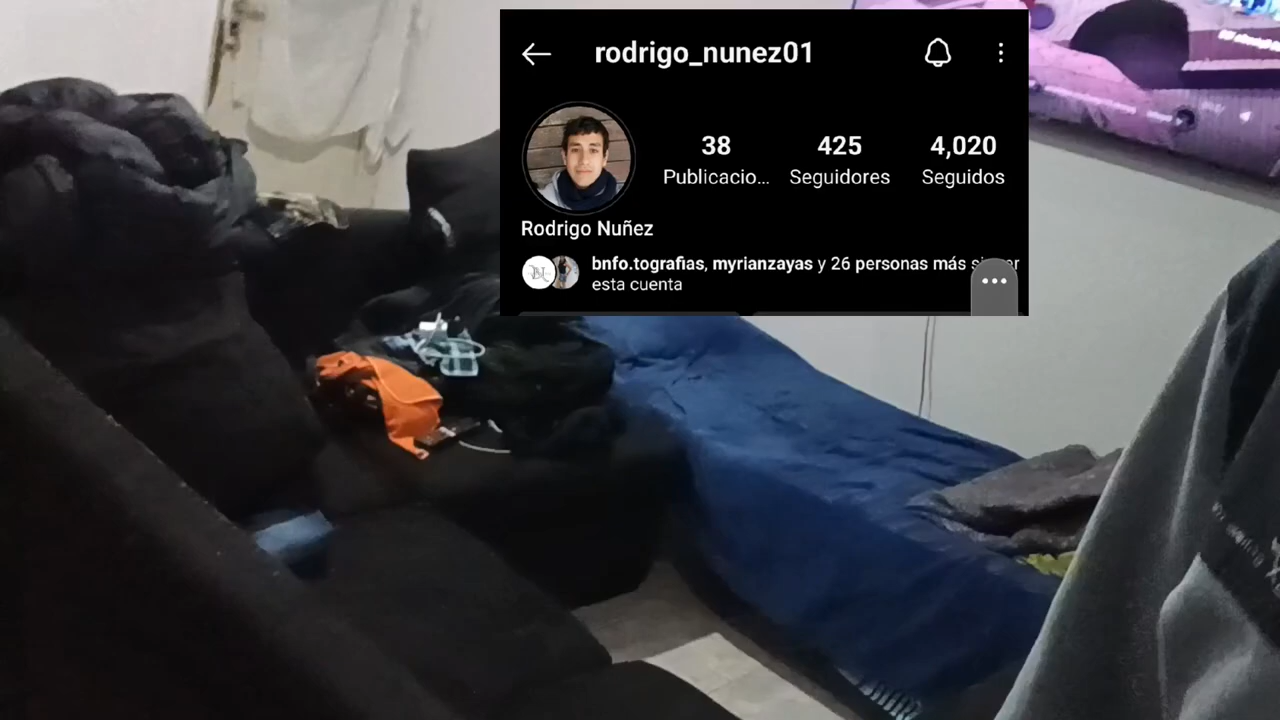 rodrigo_nunez01
38 425 4,020
Publicacio... Seguidores Seguidos
Rodrigo Nuñez
bnfo.tografias, myrianzayas y 26 personas más
esta cuenta